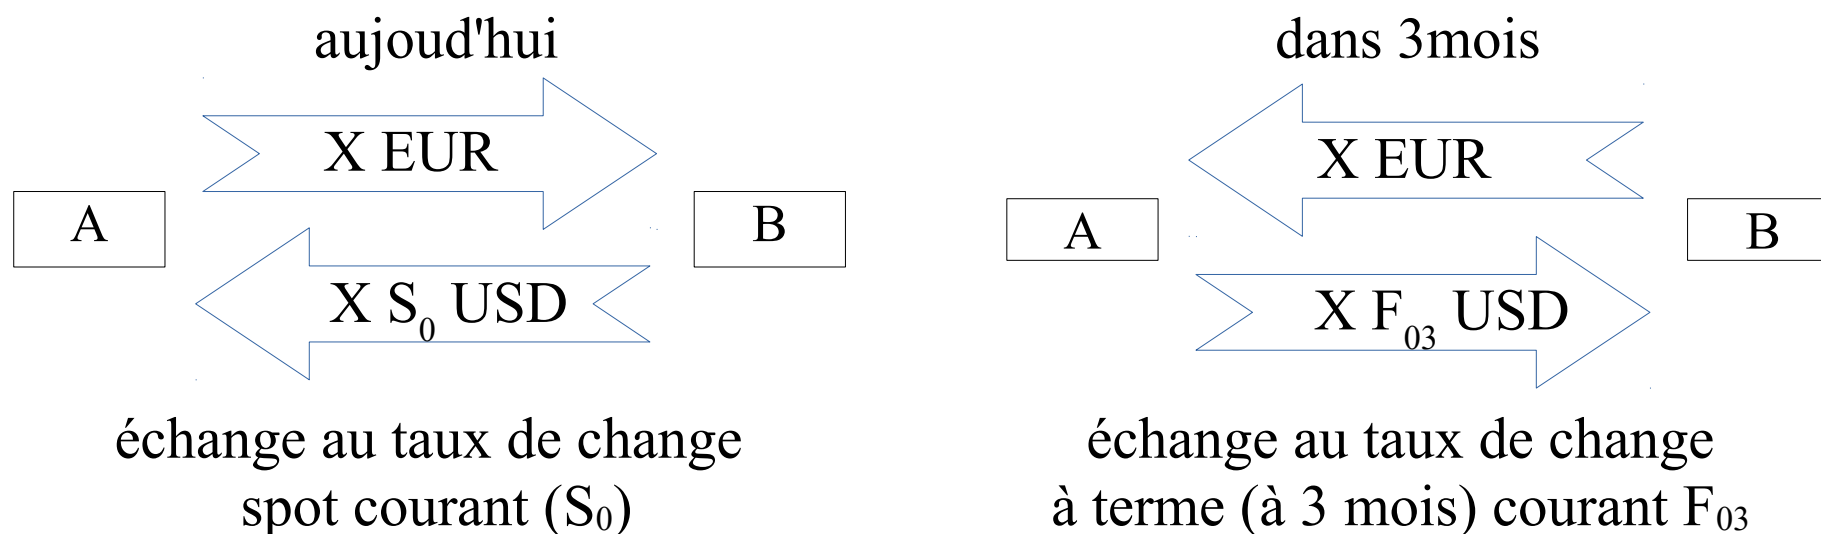 aujoud'hui
X EUR
A
B
X S₀ USD
échange au taux de change
spot courant (S₀)
dans 3mois
X EUR
A
B
X F₀₃ USD
échange au taux de change
à terme (à 3 mois) courant F₀₃